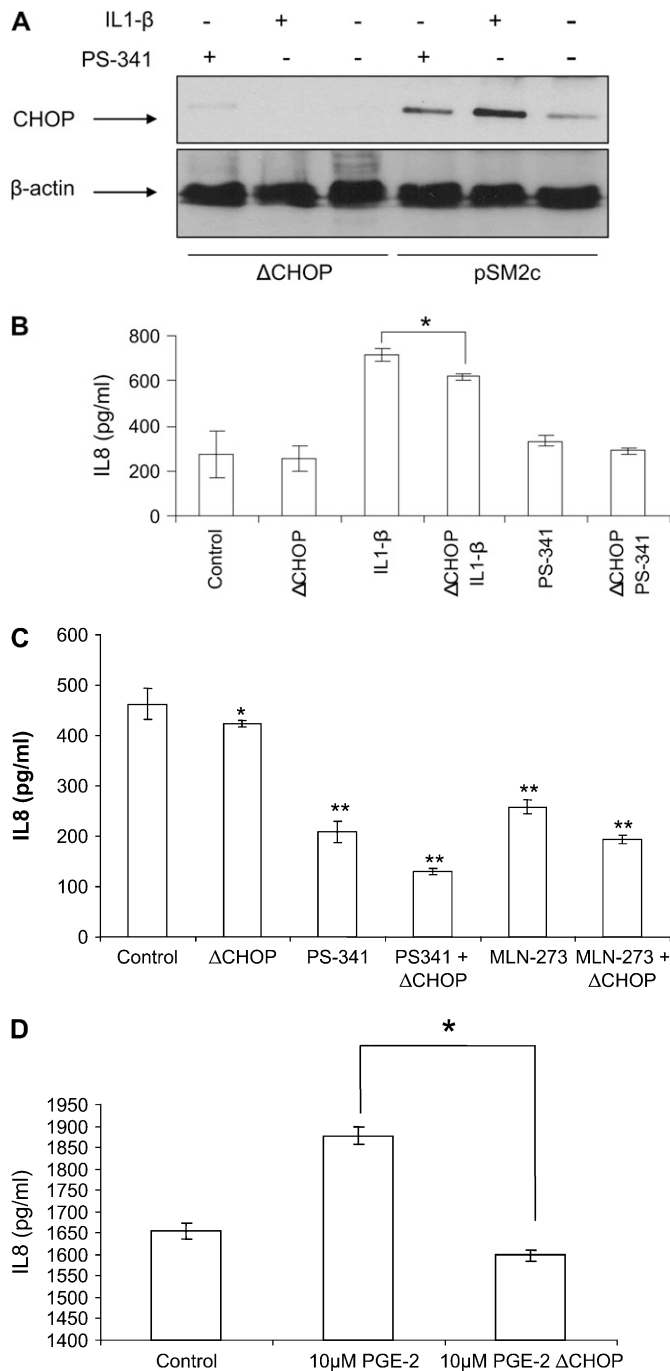 A
IL1-β - + - - + -
PS-341 + - - + - -
CHOP
β-actin
ΔCHOP pSM2c
B
IL8 (pg/ml)
800
600
400
200
0
*
Control
ΔCHOP
IL1-β
ΔCHOP
IL1-β
PS-341
ΔCHOP
PS-341
C
IL8 (pg/ml)
600
500
400
300
200
100
0
*
**
**
**
**
Control
ΔCHOP
PS-341
PS341 +
ΔCHOP
MLN-273
MLN-273 +
ΔCHOP
D
*
IL8 (pg/ml)
1950
1900
1850
1800
1750
1700
1650
1600
1550
1500
1450
1400
Control
10µM PGE-2
10µM PGE-2 ΔCHOP